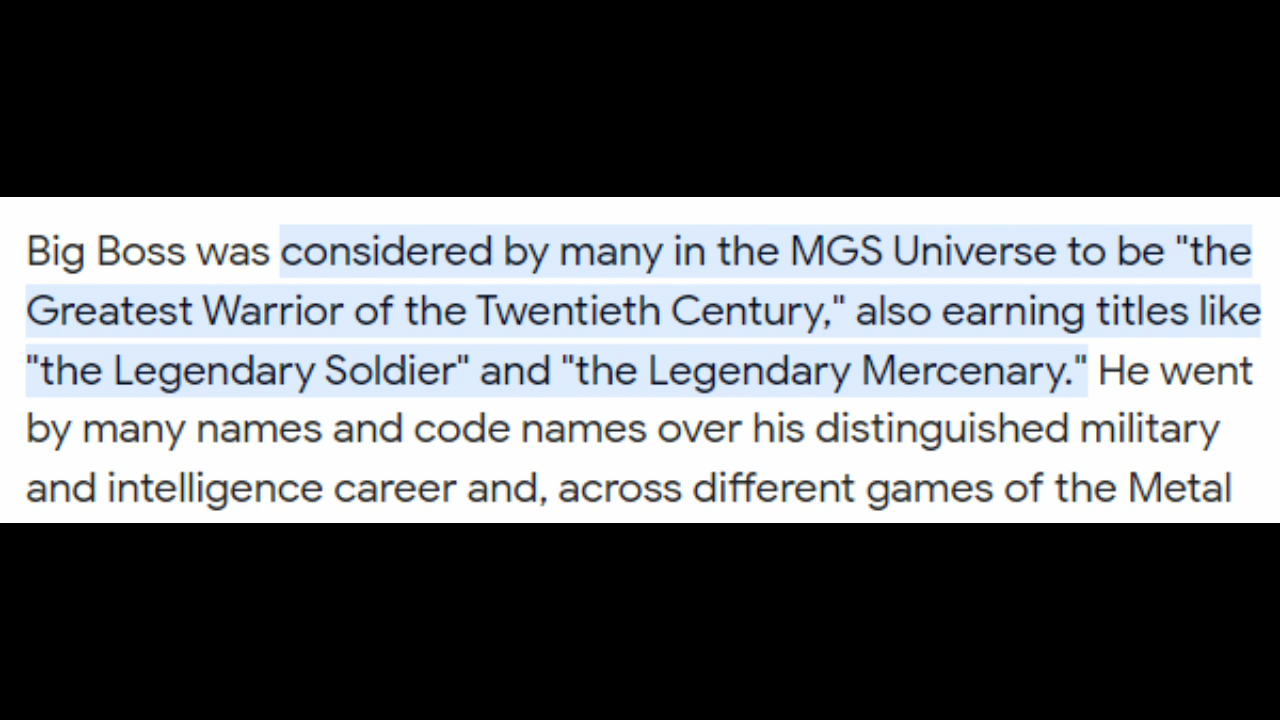 Big Boss was considered by many in the MGS Universe to be "the
Greatest Warrior of the Twentieth Century," also earning titles like
"the Legendary Soldier" and "the Legendary Mercenary." He went
by many names and code names over his distinguished military
and intelligence career and, across different games of the Metal